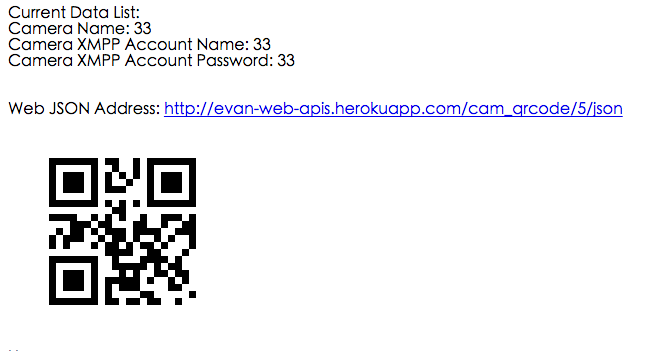 Current Data List:
Camera Name: 33
Camera XMPP Account Name: 33
Camera XMPP Account Password: 33
Web JSON Address: http://evan-web-apis.herokuapp.com/cam_qrcode/5/json